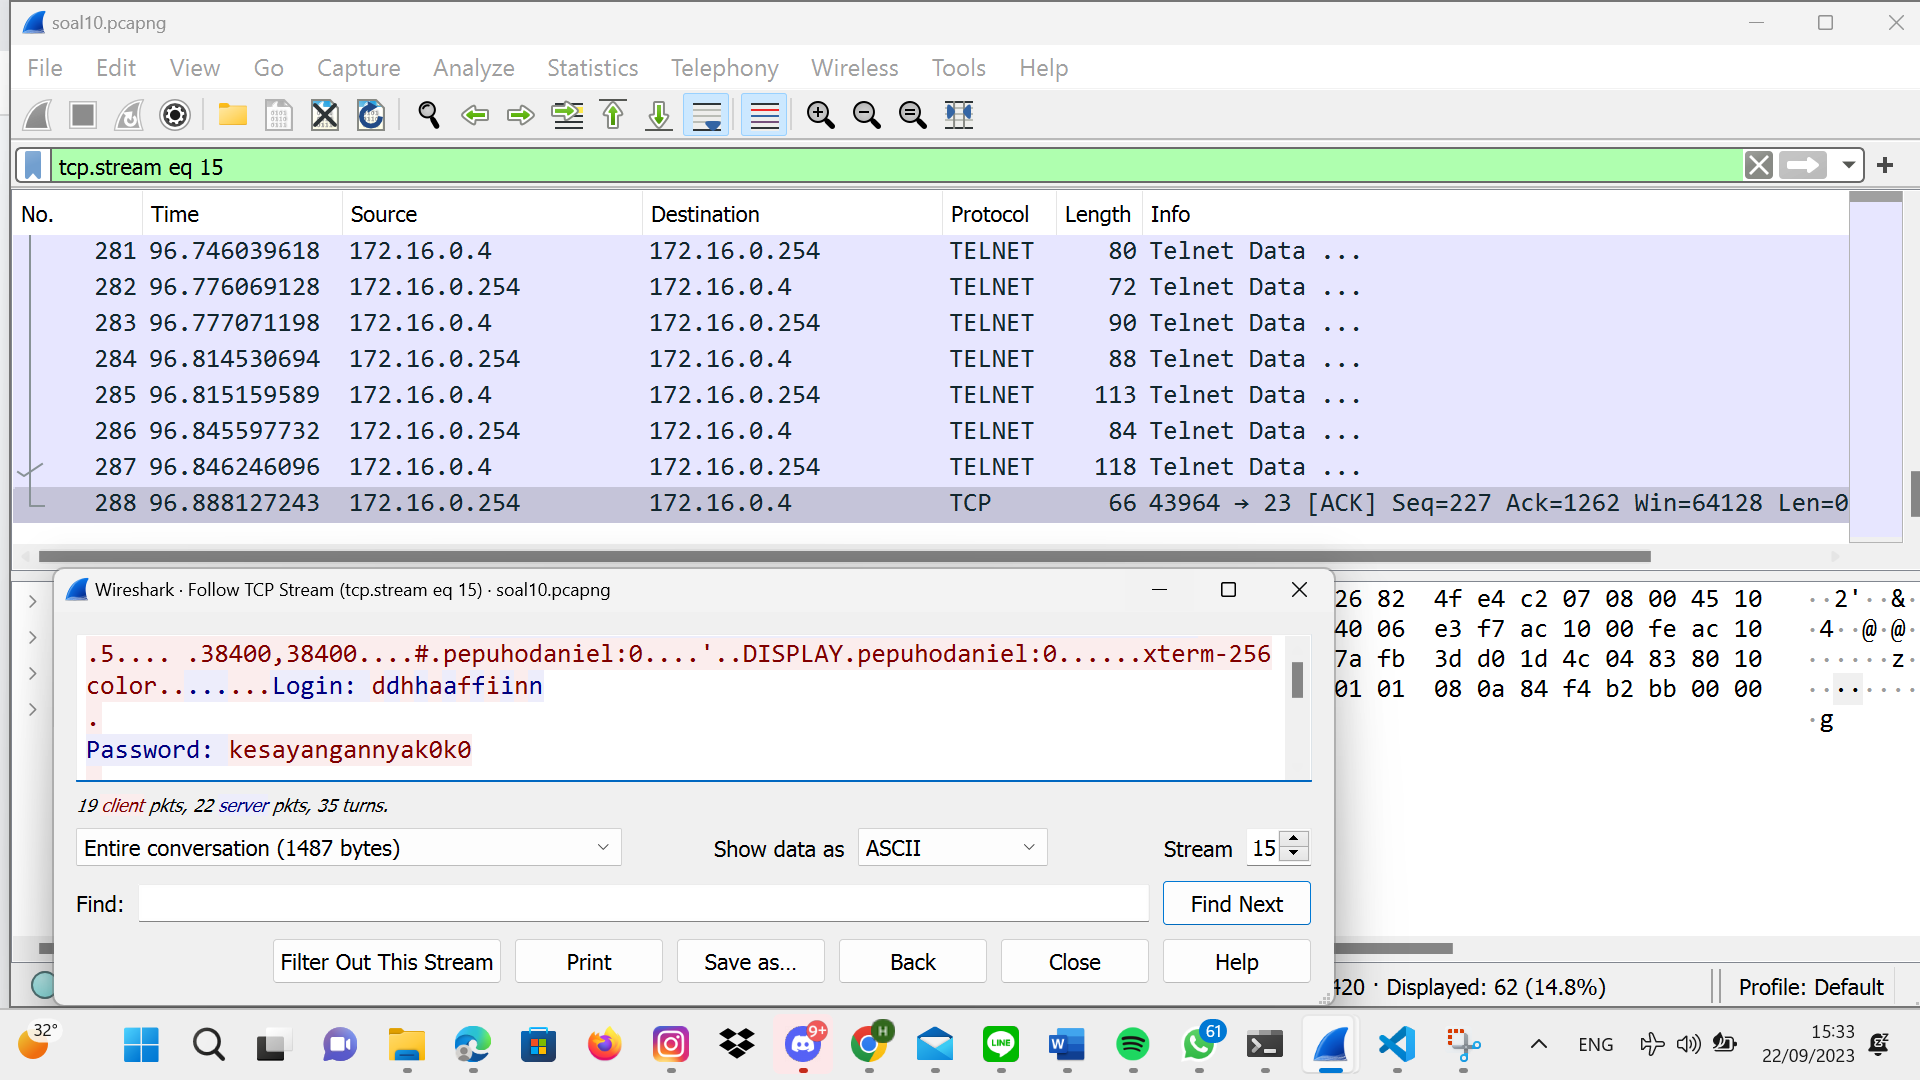 soal10.pcapng
File Edit View Go Capture Analyze Statistics Telephony Wireless Tools Help
tcp.stream eq 15
No. Time Source Destination Protocol Length Info
281 96.746039618 172.16.0.4 172.16.0.254 TELNET 80 Telnet Data ...
282 96.776069128 172.16.0.254 172.16.0.4 TELNET 72 Telnet Data ...
283 96.777071198 172.16.0.4 172.16.0.254 TELNET 90 Telnet Data ...
284 96.814530694 172.16.0.254 172.16.0.4 TELNET 88 Telnet Data ...
285 96.815159589 172.16.0.4 172.16.0.254 TELNET 113 Telnet Data ...
286 96.845597732 172.16.0.254 172.16.0.4 TELNET 84 Telnet Data ...
287 96.846246096 172.16.0.4 172.16.0.254 TELNET 118 Telnet Data ...
288 96.888127243 172.16.0.254 172.16.0.4 TCP 66 43964 → 23 [ACK] Seq=227 Ack=1262 Win=64128 Len=0
Wireshark · Follow TCP Stream (tcp.stream eq 15) · soal10.pcapng
.5.... .38400,38400....#.pepuhodaniel:0....'..DISPLAY.pepuhodaniel:0......xterm-256
color........Login: ddhhaaffiinn
.
Password: kesayangannyak0k0
19 client pkts, 22 server pkts, 35 turns.
Entire conversation (1487 bytes) Show data as ASCII Stream 15
Find: Find Next
Filter Out This Stream Print Save as… Back Close Help
26 82 4f e4 c2 07 08 00 45 10 ··2'··&·
40 06 e3 f7 ac 10 00 fe ac 10 ·4··@·@·
7a fb 3d d0 1d 4c 04 83 80 10 ······z·
01 01 08 0a 84 f4 b2 bb 00 00 ········
·g
420 · Displayed: 62 (14.8%) Profile: Default
32° 9+ H LINE W 61 ENG 15:33
22/09/2023